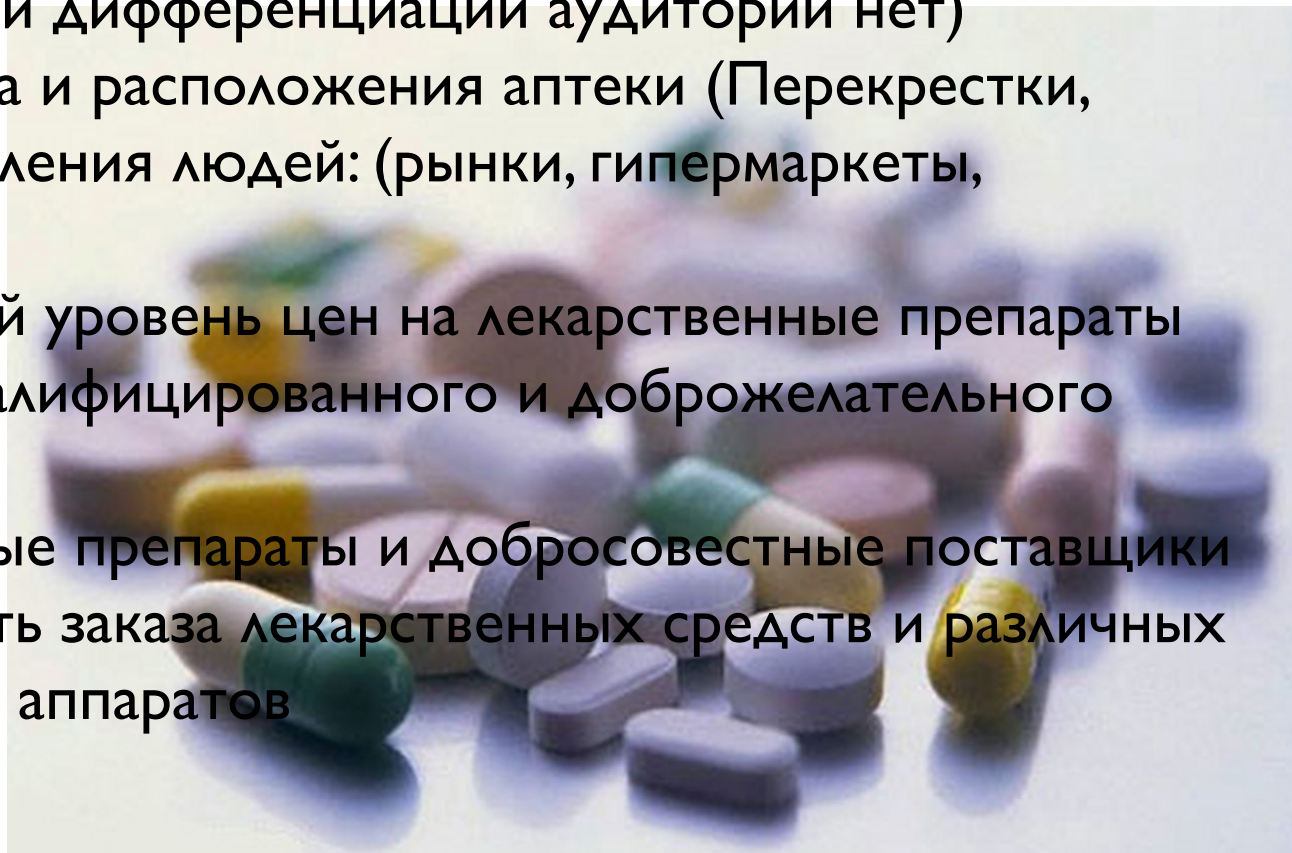 и дифференциации аудитории нет)
а и расположения аптеки (Перекрестки,
ления людей: (рынки, гипермаркеты,
й уровень цен на лекарственные препараты
алифицированного и доброжелательного
ые препараты и добросовестные поставщики
ть заказа лекарственных средств и различных
аппаратов